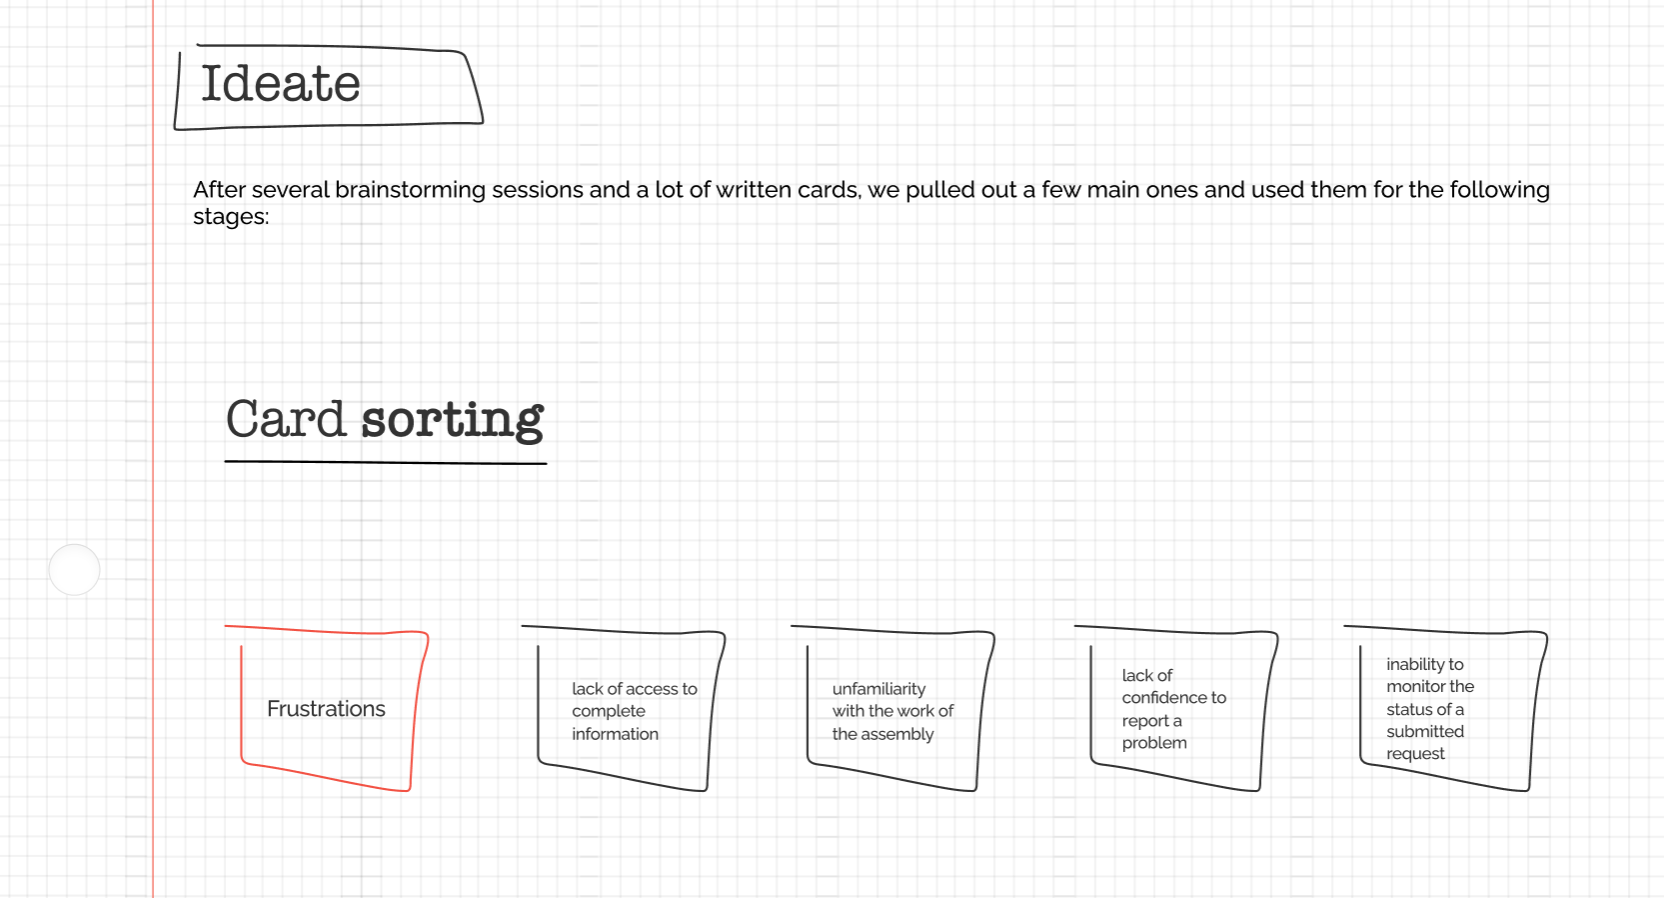 Ideate
After several brainstorming sessions and a lot of written cards, we pulled out a few main ones and used them for the following
stages:
Card sorting
Frustrations
lack of access to
complete
information
unfamiliarity
with the work of
the assembly
lack of
confidence to
report a
problem
inability to
monitor the
status of a
submitted
request